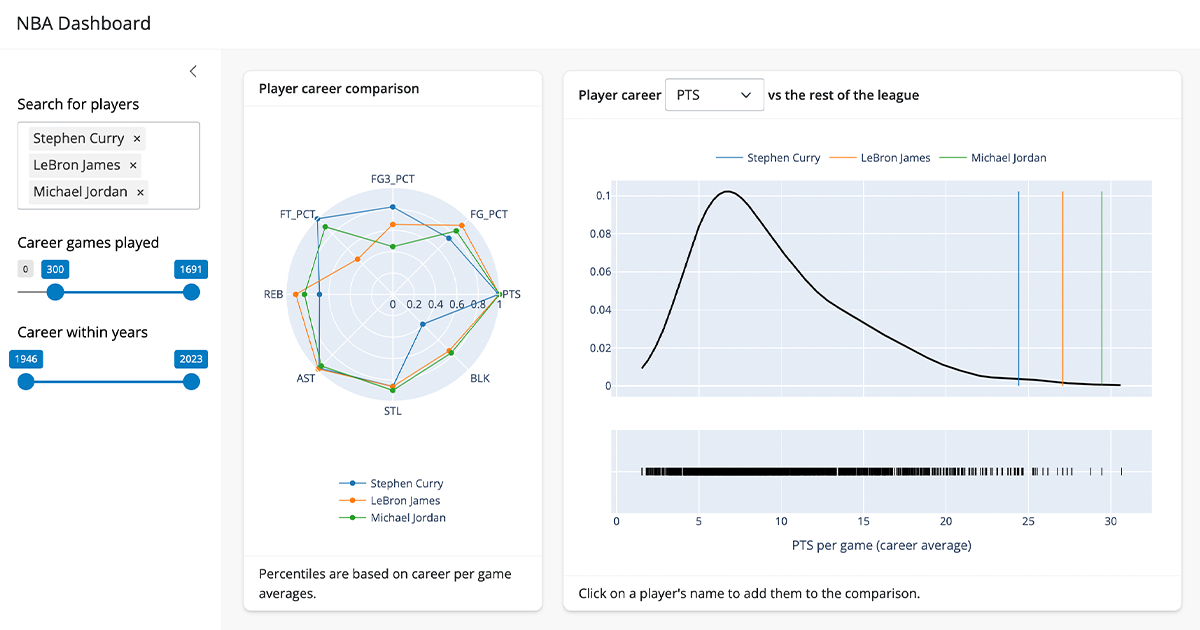 NBA Dashboard
Search for players
Stephen Curry ×
LeBron James ×
Michael Jordan ×
Career games played
0 300 1691
Career within years
1946 2023
Player career comparison
FG3_PCT
FT_PCT FG_PCT
REB PTS
0 0.2 0.4 0.6 0.8 1
AST BLK
STL
Stephen Curry
LeBron James
Michael Jordan
Percentiles are based on career per game
averages.
Player career PTS vs the rest of the league
Stephen Curry LeBron James Michael Jordan
0.1
0.08
0.06
0.04
0.02
0
0 5 10 15 20 25 30
PTS per game (career average)
Click on a player's name to add them to the comparison.